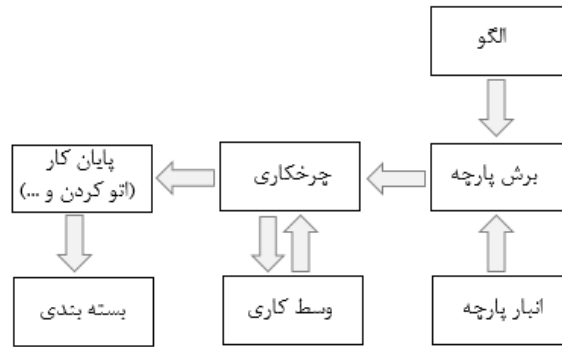 الگو
برش پارچه
چرخکاری
پایان کار
(اتو کردن و ...)
انبار پارچه
وسط کاری
بسته بندی